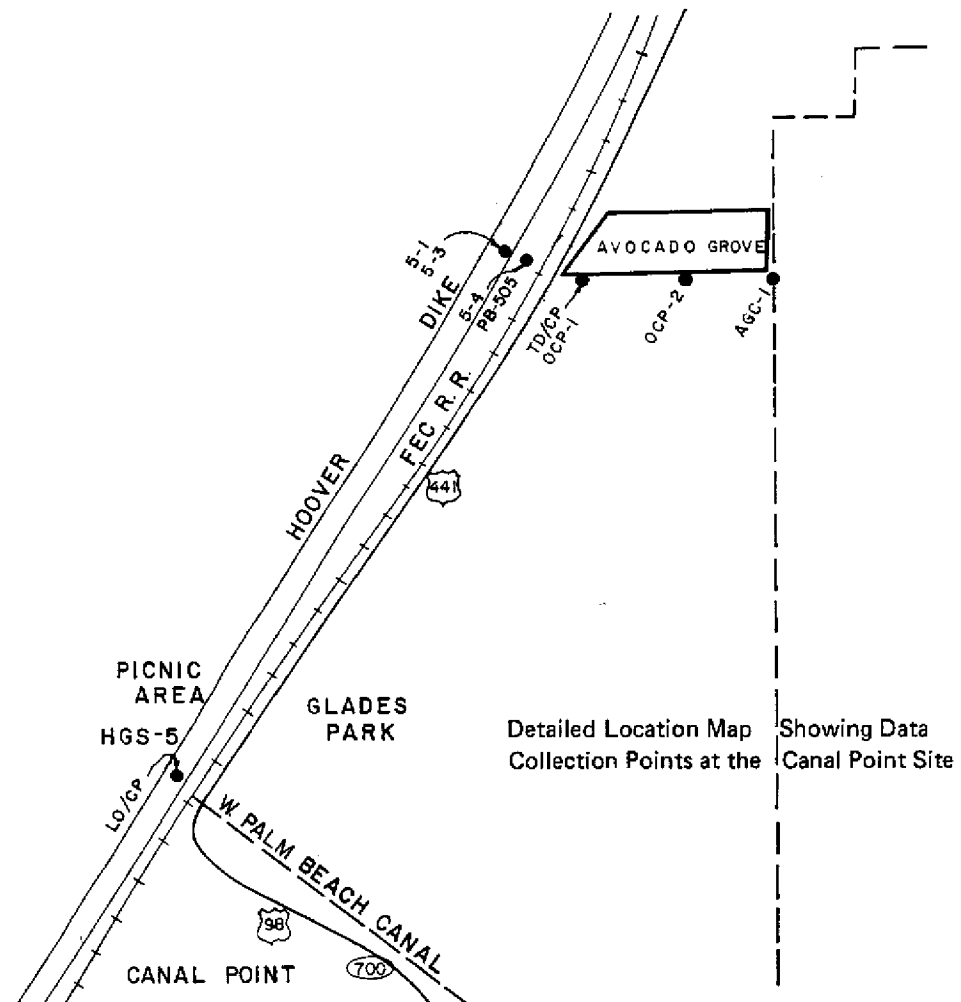 AVOCADO GROVE
5-1
5-3
5-4
PB-505
TD/CP
OCP-1
OCP-2
AGC-1
HOOVER DIKE
FEC R.R.
441
PICNIC
AREA
HGS-5
LO/CP
GLADES
PARK
Detailed Location Map Showing Data
Collection Points at the Canal Point Site
W. PALM BEACH CANAL
98
700
CANAL POINT